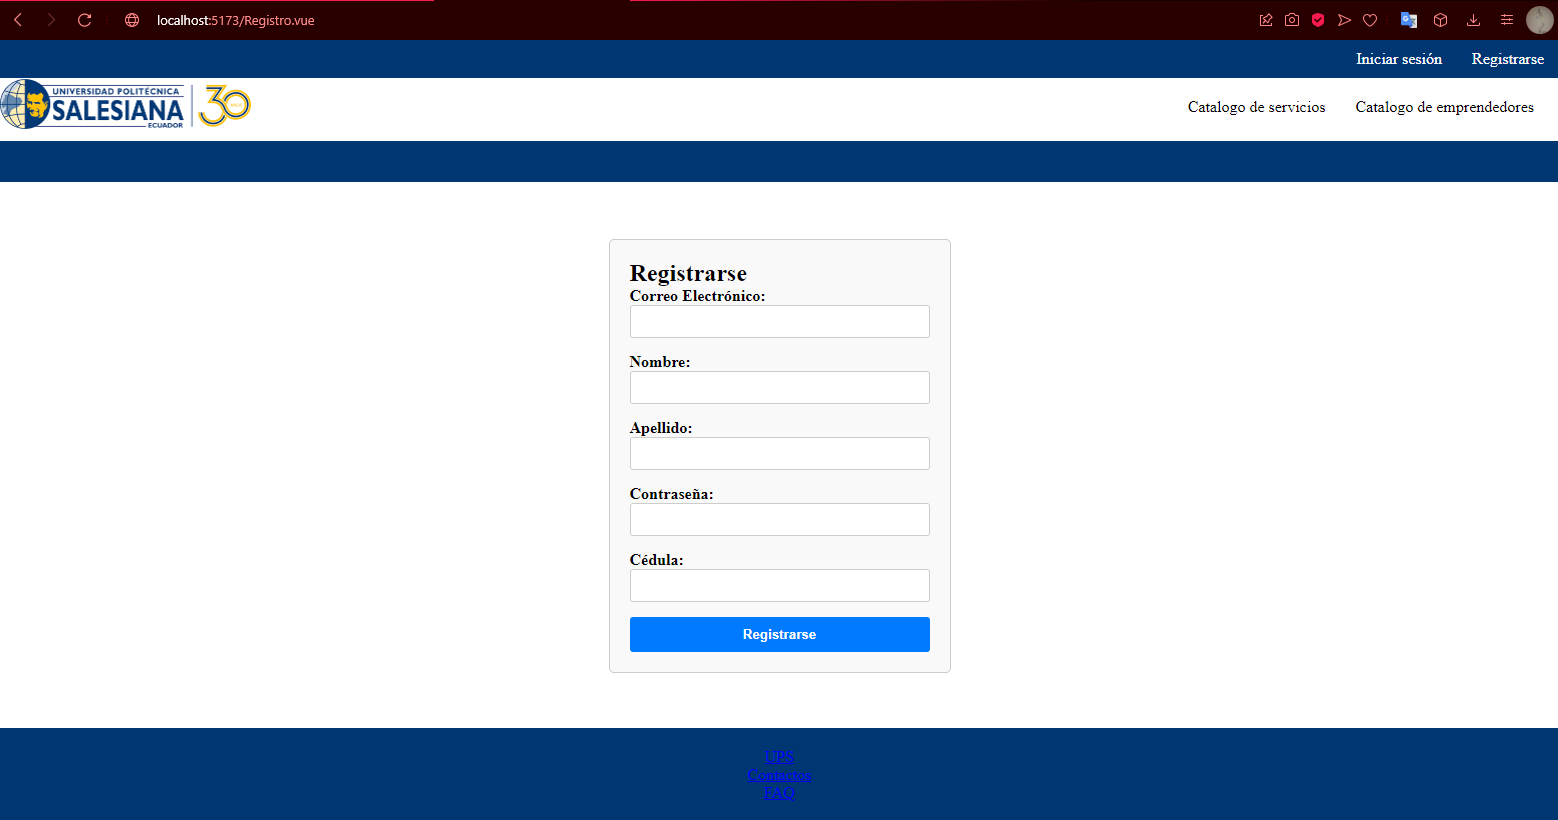 localhost:5173/Registro.vue
Iniciar sesión Registrarse
UNIVERSIDAD POLITÉCNICA
SALESIANA
ECUADOR
30
Catalogo de servicios Catalogo de emprendedores
Registrarse
Correo Electrónico:
Nombre:
Apellido:
Contraseña:
Cédula:
Registrarse
UPS
Contactos
FAQ